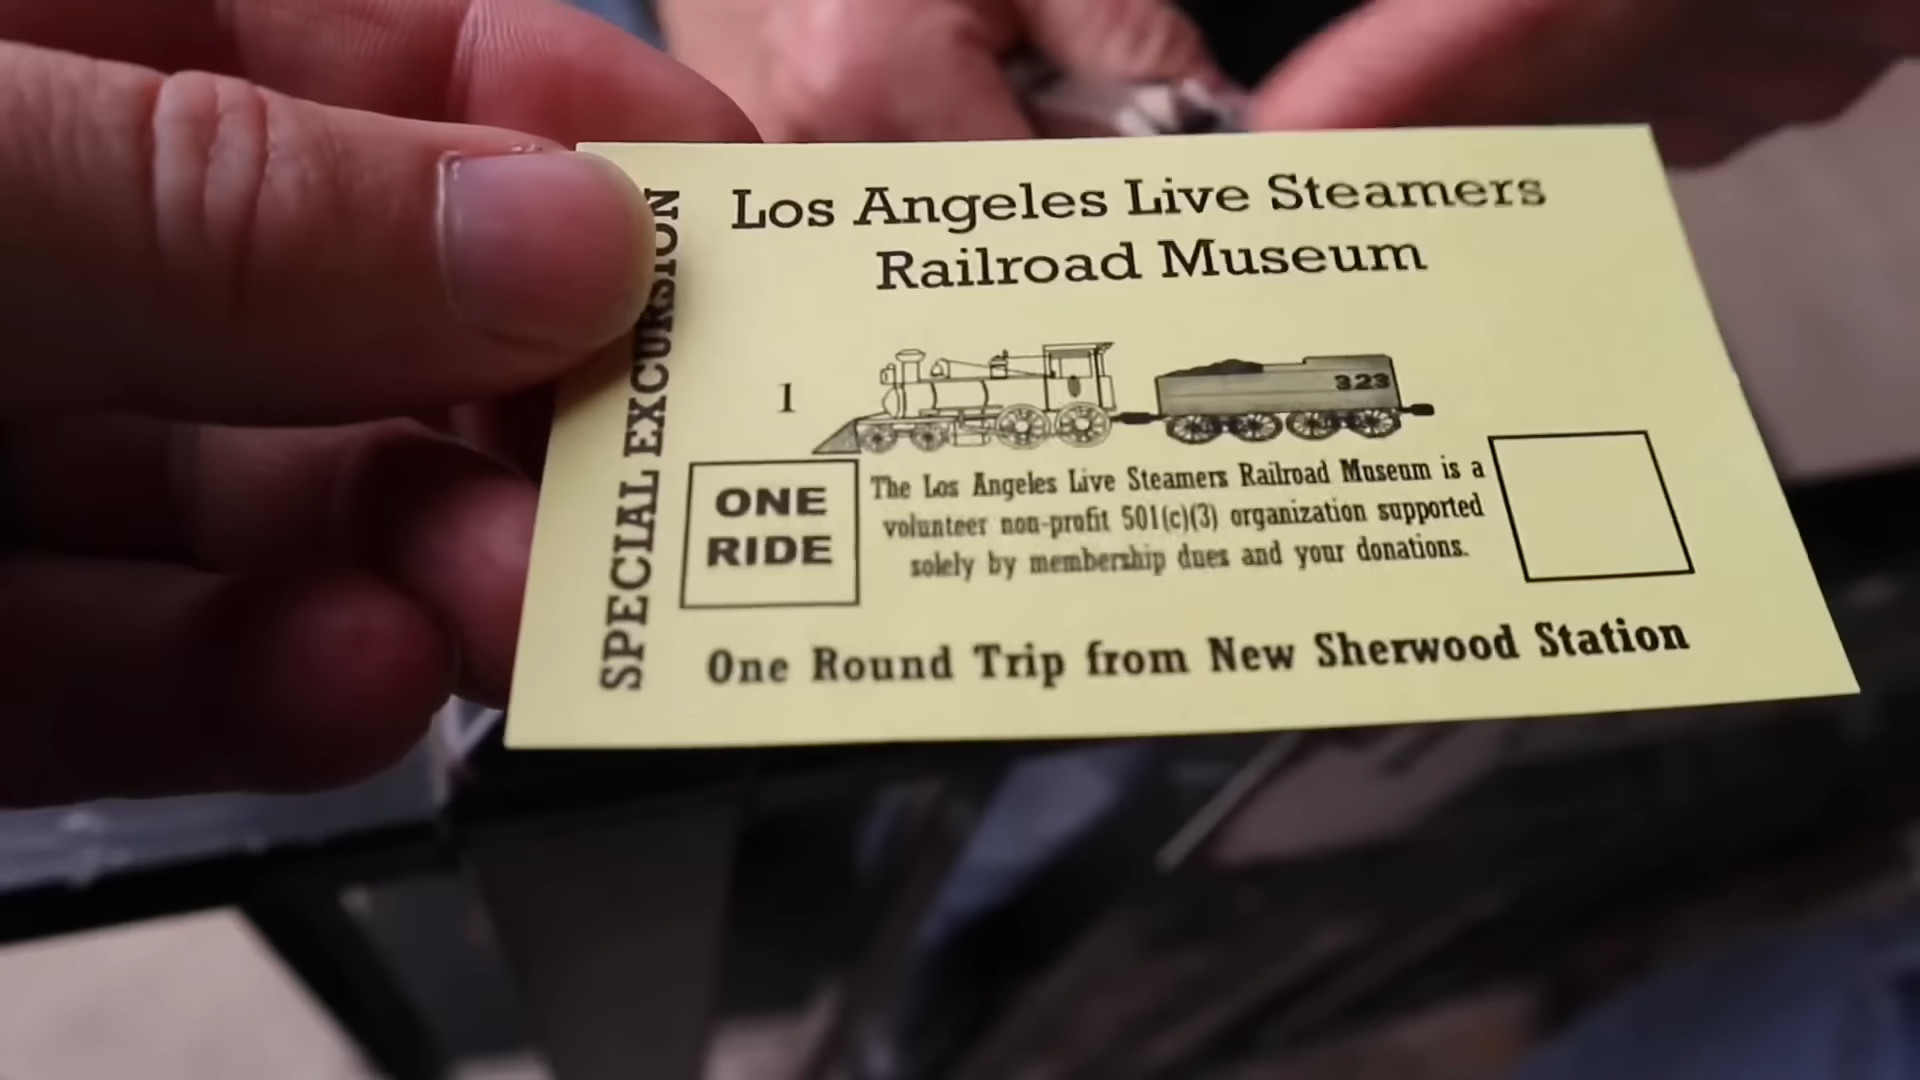 SPECIAL EXCURSION
Los Angeles Live Steamers
Railroad Museum
1
323
ONE
RIDE
The Los Angeles Live Steamers Railroad Museum is a
volunteer non-profit 501(c)(3) organization supported
solely by membership dues and your donations.
One Round Trip from New Sherwood Station